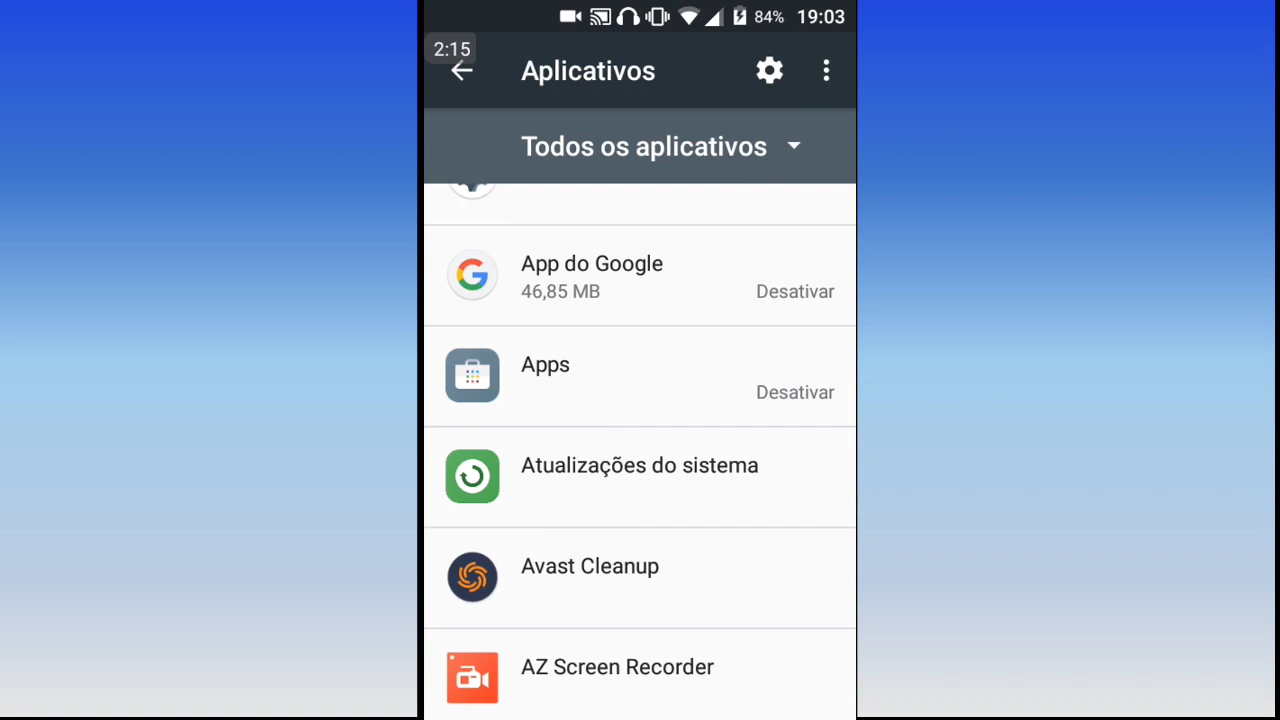 84% 19:03
2:15
Aplicativos
Todos os aplicativos
App do Google
46,85 MB Desativar
Apps
Desativar
Atualizações do sistema
Avast Cleanup
AZ Screen Recorder